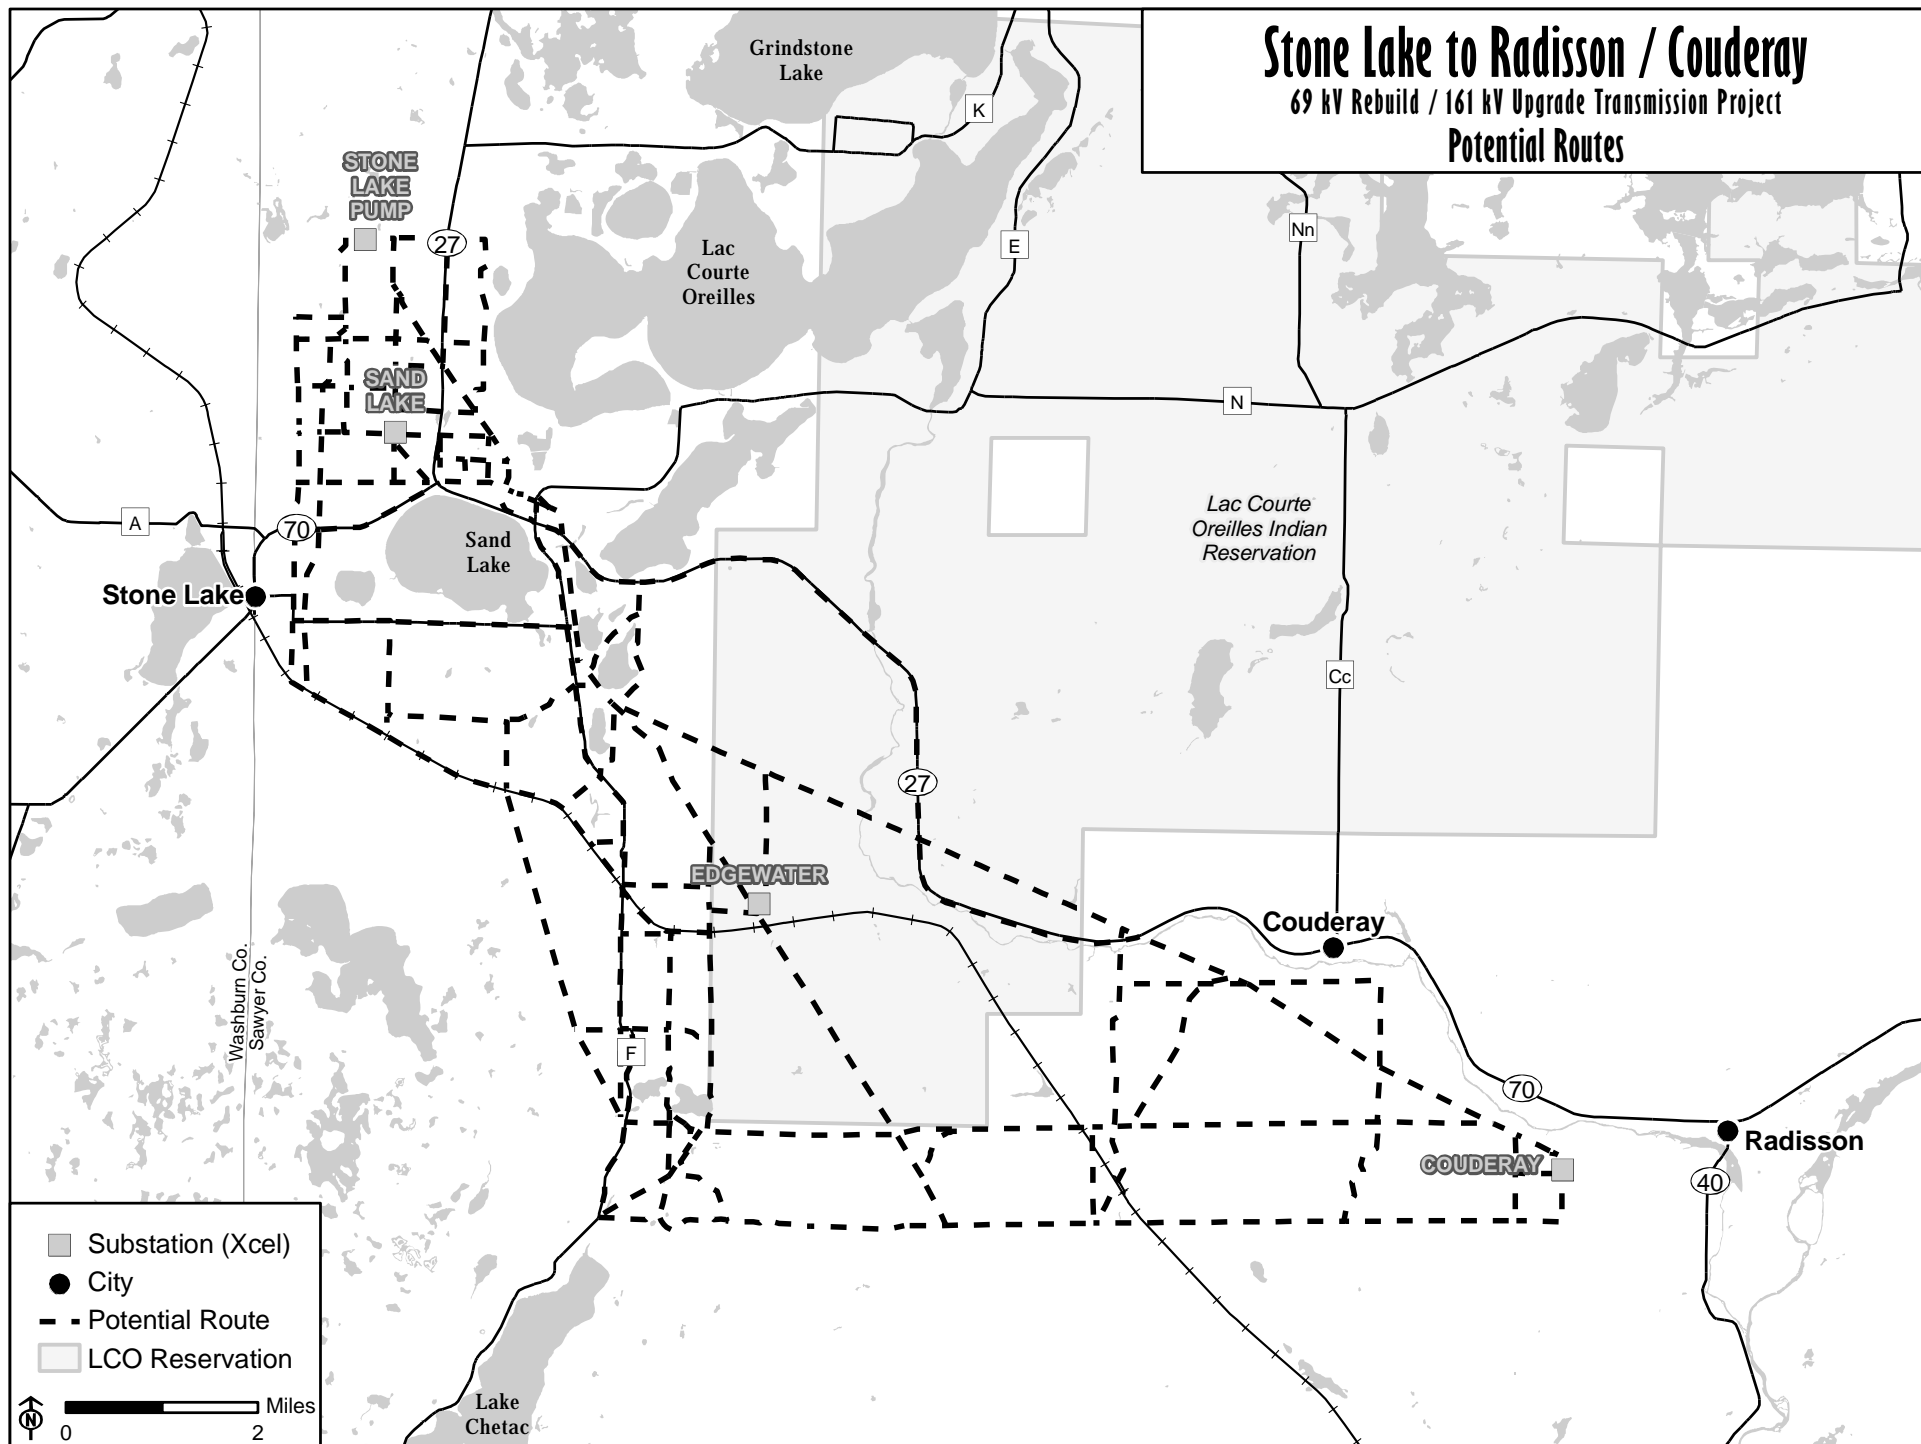 Stone Lake to Radisson / Couderay
69 kV Rebuild / 161 kV Upgrade Transmission Project
Potential Routes
Grindstone
Lake
K
STONE
LAKE
PUMP
27
Lac
Courte
Oreilles
E
Nn
SAND
LAKE
N
A
70
Sand
Lake
Lac Courte
Oreilles Indian
Reservation
Stone Lake
Cc
27
EDGEWATER
Couderay
Washburn Co.
Sawyer Co.
F
70
Radisson
COUDERAY
40
Substation (Xcel)
City
Potential Route
LCO Reservation
N
Miles
0
2
Lake
Chetac